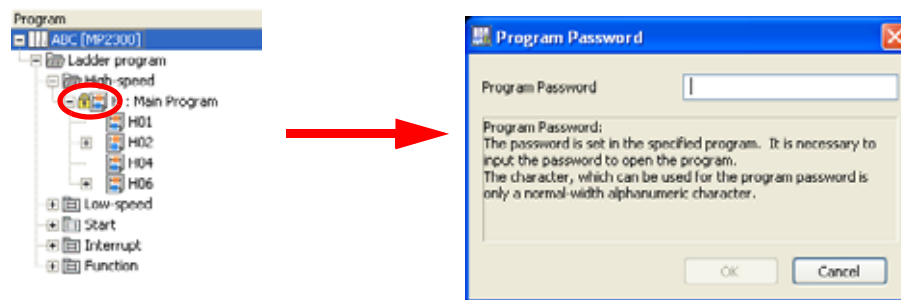 Program
ABC [MP2300]
Ladder program
High-speed
: Main Program
H01
H02
H04
H06
Low-speed
Start
Interrupt
Function
Program Password
Program Password
Program Password:
The password is set in the specified program. It is necessary to
input the password to open the program.
The character, which can be used for the program password is
only a normal-width alphanumeric character.
OK
Cancel